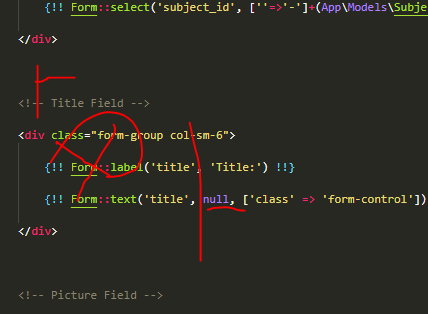 {!! Form::select('subject_id', [''=>'-']+(App\Models\Subje
</div>
<!-- Title Field -->
<div class="form-group col-sm-6">
{!! Form::label('title', 'Title:') !!}
{!! Form::text('title', null, ['class' => 'form-control'])
</div>
<!-- Picture Field -->